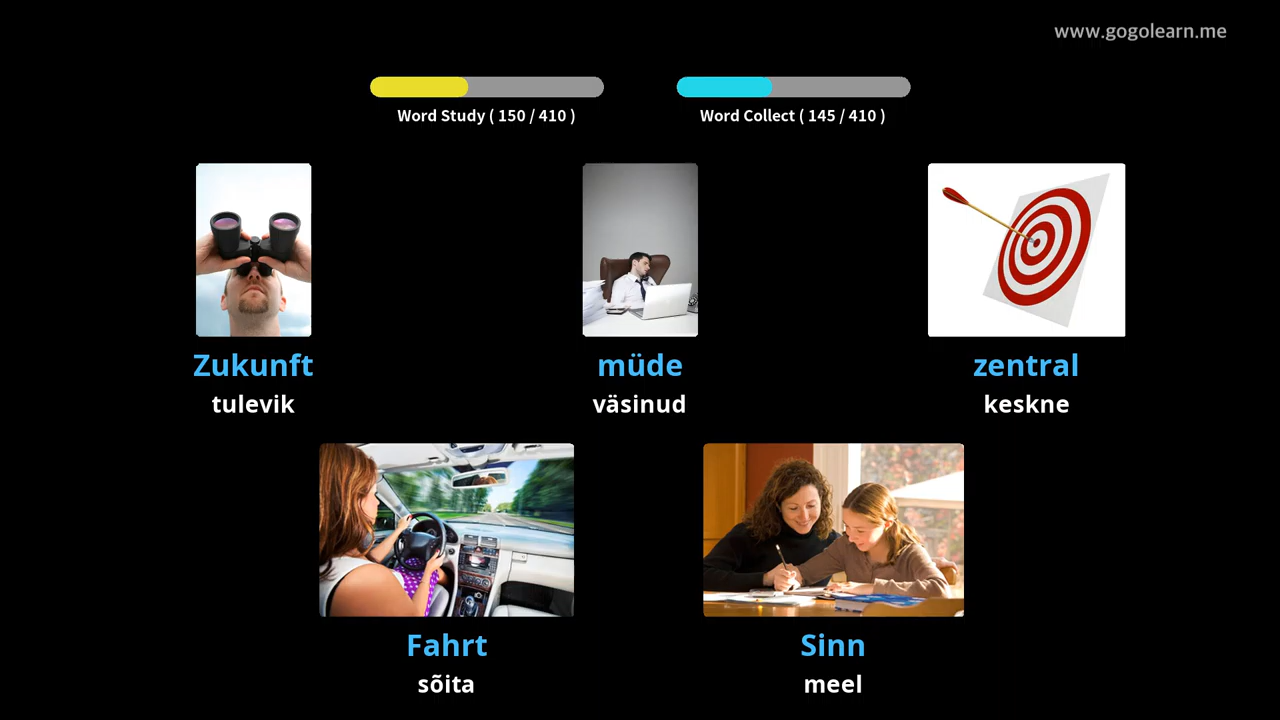 www.gogolearn.me
Word Study ( 150 / 410 )
Word Collect ( 145 / 410 )
Zukunft
tulevik
müde
väsinud
zentral
keskne
Fahrt
sõita
Sinn
meel